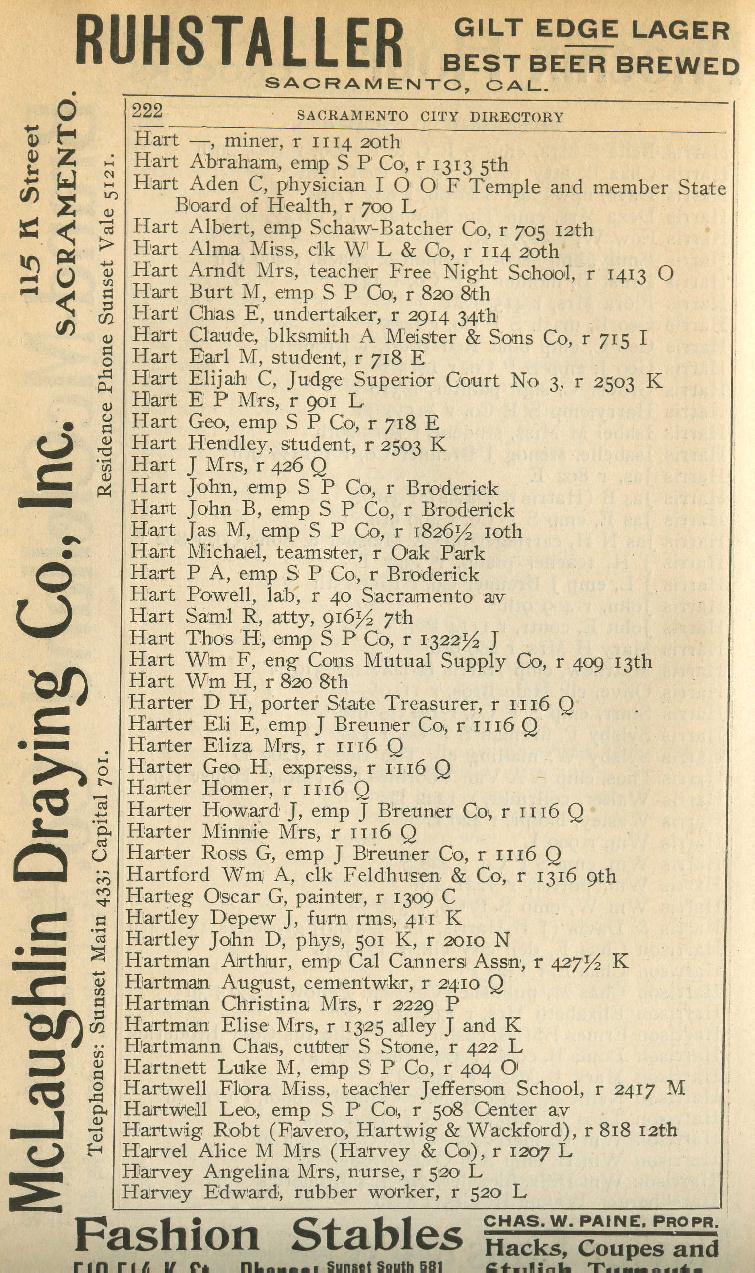 RUHSTALLER
GILT EDGE LAGER
BEST BEER BREWED
SACRAMENTO, CAL.
McLaughlin Draying Co., Inc.
115 K Street
SACRAMENTO.
Telephones: Sunset Main 433; Capital 701.
Residence Phone Sunset Vale 5121.
222 SACRAMENTO CITY DIRECTORY
Hart —, miner, r 1114 20th
Hart Abraham, emp S P Co, r 1313 5th
Hart Aden C, physician I O O F Temple and member State
Board of Health, r 700 L
Hart Albert, emp Schaw-Batcher Co, r 705 12th
Hart Alma Miss, clk W L & Co, r 114 20th
Hart Arndt Mrs, teacher Free Night School, r 1413 O
Hart Burt M, emp S P Co, r 820 8th
Hart Chas E, undertaker, r 2914 34th
Hart Claude, blksmith A Meister & Sons Co, r 715 I
Hart Earl M, student, r 718 E
Hart Elijah C, Judge Superior Court No 3, r 2503 K
Hart E P Mrs, r 901 L
Hart Geo, emp S P Co, r 718 E
Hart Hendley, student, r 2503 K
Hart J Mrs, r 426 Q
Hart John, emp S P Co, r Broderick
Hart John B, emp S P Co, r Broderick
Hart Jas M, emp S P Co, r 1826½ 10th
Hart Michael, teamster, r Oak Park
Hart P A, emp S P Co, r Broderick
Hart Powell, lab, r 40 Sacramento av
Hart Saml R, atty, 916½ 7th
Hart Thos H, emp S P Co, r 1322½ J
Hart Wm F, eng Cons Mutual Supply Co, r 409 13th
Hart Wm H, r 820 8th
Harter D H, porter State Treasurer, r 1116 Q
Harter Eli E, emp J Breuner Co, r 1116 Q
Harter Eliza Mrs, r 1116 Q
Harter Geo H, express, r 1116 Q
Harter Homer, r 1116 Q
Harter Howard J, emp J Breuner Co, r 1116 Q
Harter Minnie Mrs, r 1116 Q
Harter Ross G, emp J Breuner Co, r 1116 Q
Hartford Wm A, clk Feldhusen & Co, r 1316 9th
Harteg Oscar G, painter, r 1309 C
Hartley Depew J, furn rms, 411 K
Hartley John D, phys, 501 K, r 2010 N
Hartman Arthur, emp Cal Canners Assn, r 427½ K
Hartman August, cementwkr, r 2410 Q
Hartman Christina Mrs, r 2229 P
Hartman Elise Mrs, r 1325 alley J and K
Hartmann Chas, cutter S Stone, r 422 L
Hartnett Luke M, emp S P Co, r 404 O
Hartwell Flora Miss, teacher Jefferson School, r 2417 M
Hartwell Leo, emp S P Co, r 508 Center av
Hartwig Robt (Favero, Hartwig & Wackford), r 818 12th
Harvel Alice M Mrs (Harvey & Co), r 1207 L
Harvey Angelina Mrs, nurse, r 520 L
Harvey Edward, rubber worker, r 520 L
Fashion Stables
CHAS. W. PAINE, PROPR.
Hacks, Coupes and
Stylish Turnouts
510 514 K St. Phones: Sunset South 581